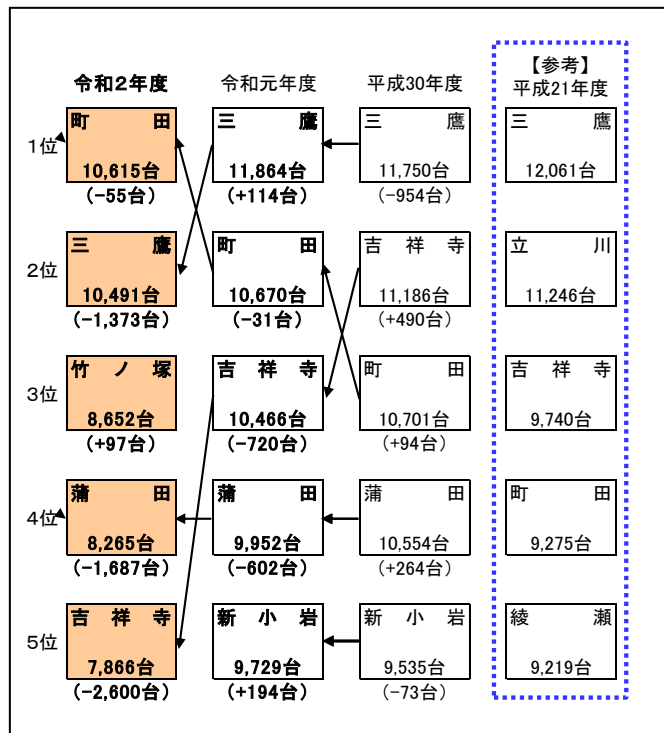 【参考】
令和2年度 令和元年度 平成30年度 平成21年度
1位 町田 三鷹 三鷹 三鷹
10,615台 11,864台 11,750台 12,061台
(-55台) (+114台) (-954台)
2位 三鷹 町田 吉祥寺 立川
10,491台 10,670台 11,186台 11,246台
(-1,373台) (-31台) (+490台)
3位 竹ノ塚 吉祥寺 町田 吉祥寺
8,652台 10,466台 10,701台 9,740台
(+97台) (-720台) (+94台)
4位 蒲田 蒲田 蒲田 町田
8,265台 9,952台 10,554台 9,275台
(-1,687台) (-602台) (+264台)
5位 吉祥寺 新小岩 新小岩 綾瀬
7,866台 9,729台 9,535台 9,219台
(-2,600台) (+194台) (-73台)